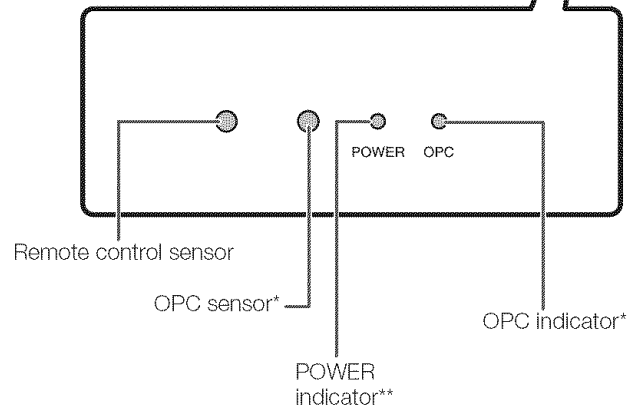 POWER OPC
Remote control sensor
OPC sensor*
OPC indicator*
POWER
indicator**